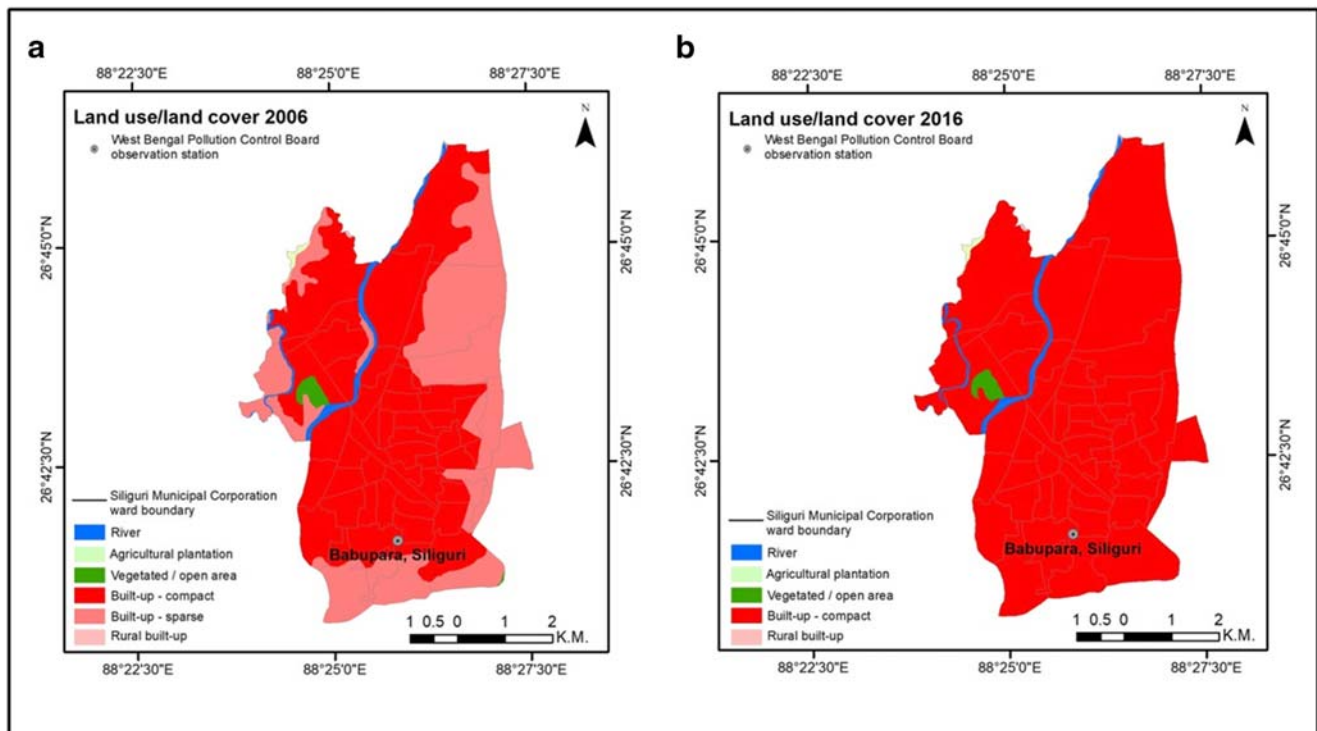 a
88°22'30"E
88°25'0"E
88°27'30"E
Land use/land cover 2006
N
West Bengal Pollution Control Board
observation station
26°45'0"N
26°45'0"N
26°42'30"N
26°42'30"N
Siliguri Municipal Corporation
ward boundary
River
Agricultural plantation
Vegetated / open area
Built-up - compact
Built-up - sparse
Rural built-up
Babupara, Siliguri
1 0.5 0 1 2
K.M.
88°22'30"E
88°25'0"E
88°27'30"E
b
88°22'30"E
88°25'0"E
88°27'30"E
Land use/land cover 2016
N
West Bengal Pollution Control Board
observation station
26°45'0"N
26°45'0"N
26°42'30"N
26°42'30"N
Siliguri Municipal Corporation
ward boundary
River
Agricultural plantation
Vegetated / open area
Built-up - compact
Rural built-up
Babupara, Siliguri
1 0.5 0 1 2
K.M.
88°22'30"E
88°25'0"E
88°27'30"E